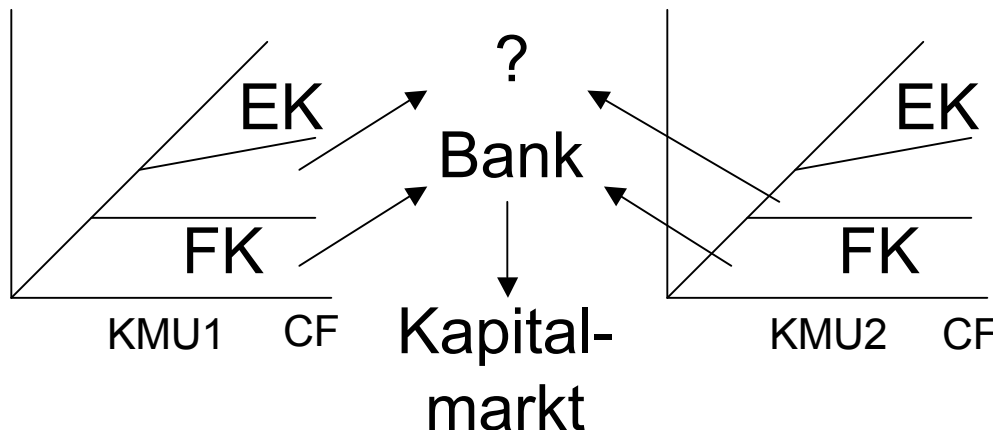 ?
EK
EK
Bank
FK
FK
KMU1
CF
Kapital-
markt
KMU2
CF